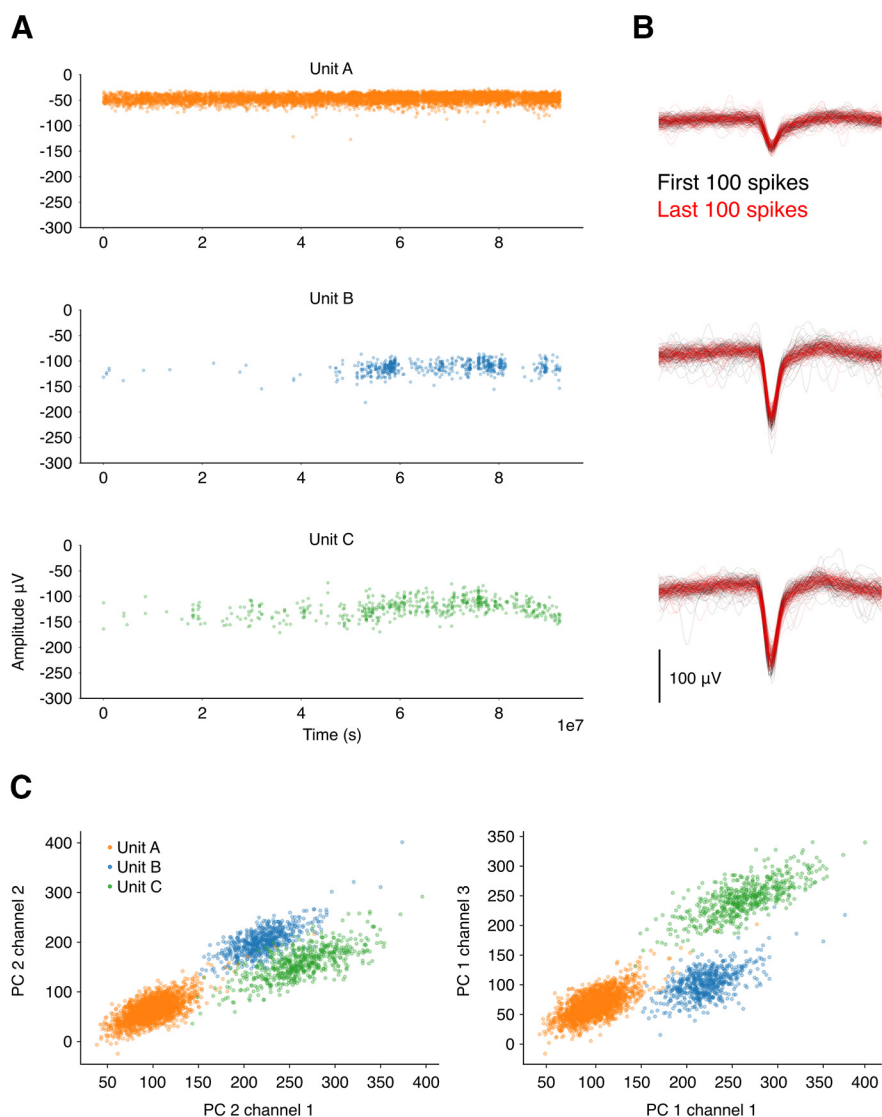 A
B
Unit A
0
-50
-100
-150
-200
-250
-300
0 2 4 6 8
First 100 spikes
Last 100 spikes
Unit B
0
-50
-100
-150
-200
-250
-300
0 2 4 6 8
Unit C
0
-50
-100
-150
-200
-250
-300
Amplitude µV
0 2 4 6 8
Time (s)
1e7
100 µV
C
Unit A
Unit B
Unit C
400
300
200
100
0
PC 2 channel 2
50 100 150 200 250 300 350 400
PC 2 channel 1
350
300
250
200
150
100
50
0
PC 1 channel 3
50 100 150 200 250 300 350 400
PC 1 channel 1